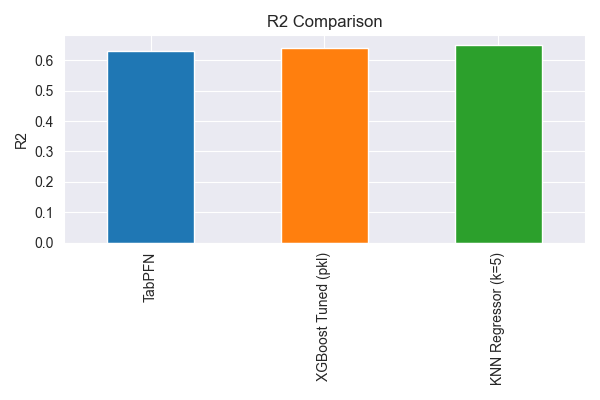 R2 Comparison
R2
0.6
0.5
0.4
0.3
0.2
0.1
0.0
TabPFN
XGBoost Tuned (pkl)
KNN Regressor (k=5)